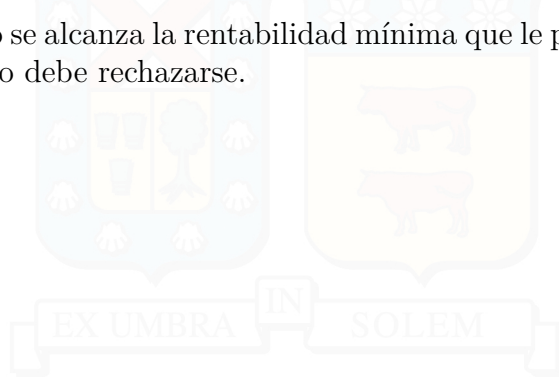 se alcanza la rentabilidad mínima que le
debe rechazarse.
EX UMBRA IN SOLEM